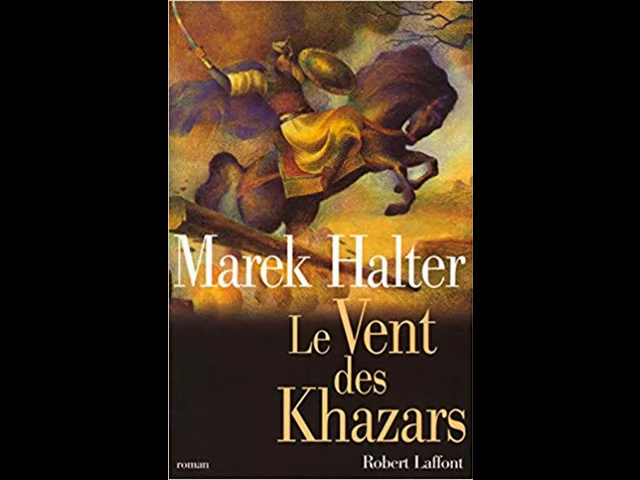 Marek Halter
Le Vent
des
Khazars
roman
Robert Laffont